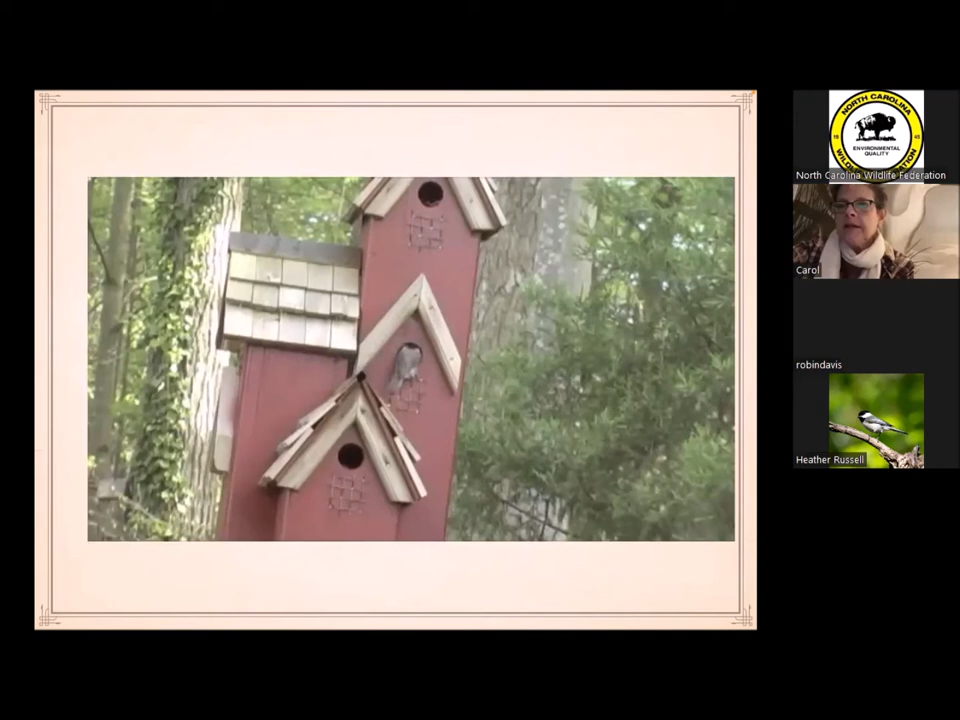 NORTH CAROLINA
ENVIRONMENTAL
QUALITY
North Carolina Wildlife Federation
Carol
robindavis
Heather Russell